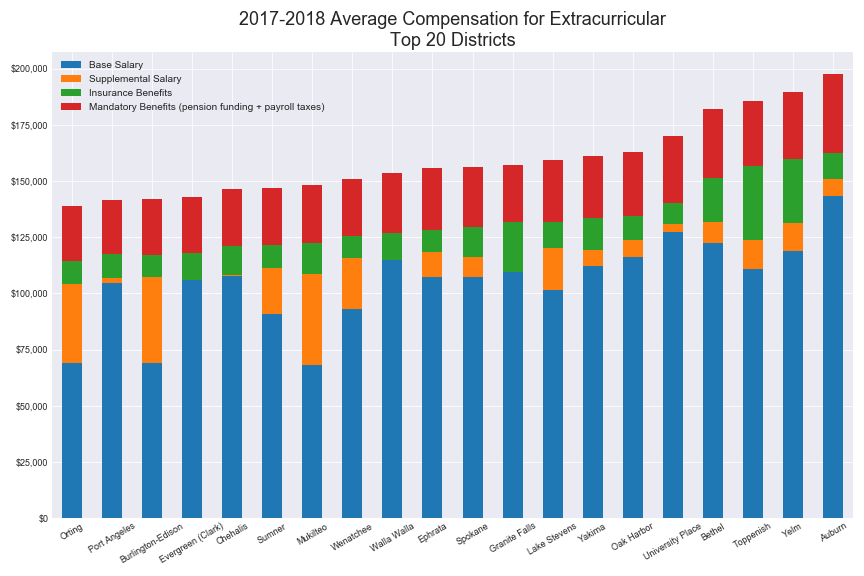 2017-2018 Average Compensation for Extracurricular
Top 20 Districts
Base Salary
Supplemental Salary
Insurance Benefits
Mandatory Benefits (pension funding + payroll taxes)
$200,000
$175,000
$150,000
$125,000
$100,000
$75,000
$50,000
$25,000
$0
Orting
Port Angeles
Burlington-Edison
Evergreen (Clark)
Chehalis
Sumner
Mukilteo
Wenatchee
Walla Walla
Ephrata
Spokane
Granite Falls
Lake Stevens
Yakima
Oak Harbor
University Place
Bethel
Toppenish
Yelm
Auburn